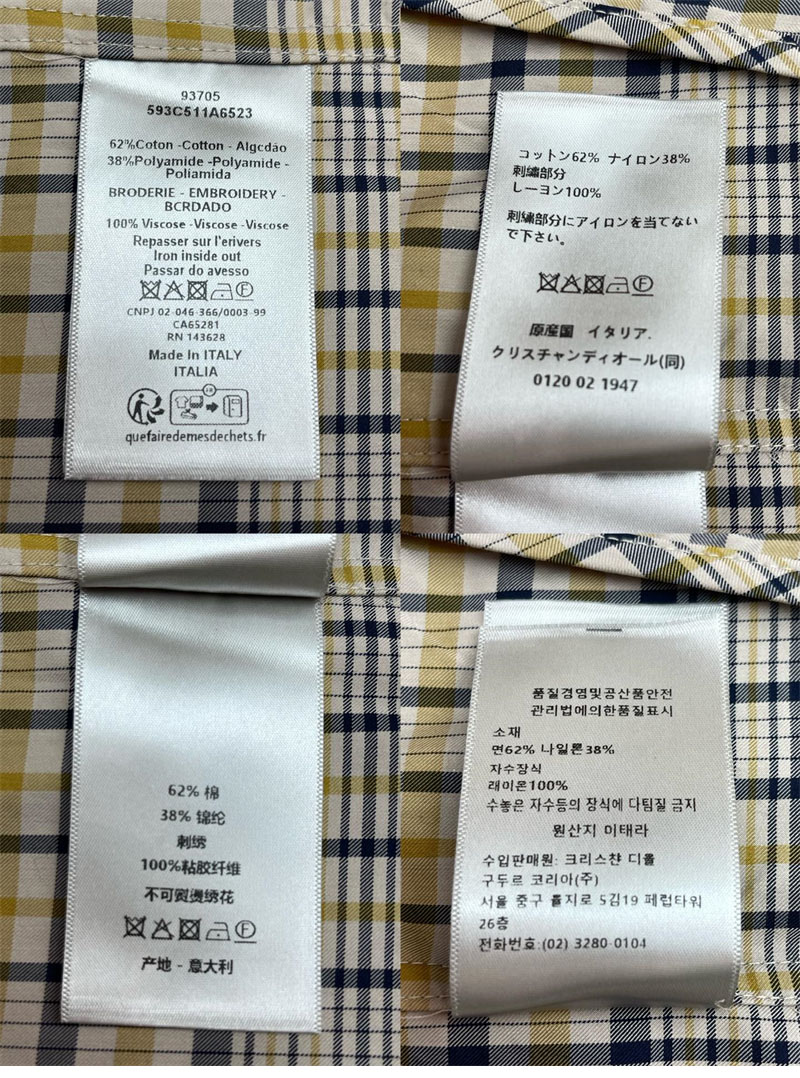 93705
593C511A6523
62%Coton -Cotton - Algcdáo
38%Polyamide -Polyamide -
Poliamida
BRODERIE - EMBROIDERY -
BCRDADO
100% Viscose -Viscose -Viscose
Repasser sur l'erivers
Iron inside out
Passar do avesso
CNPJ 02-046-366/0003-99
CA65281
RN 143628
Made In ITALY
ITALIA
FR
quefairedemesdechets.fr
コットン62% ナイロン38%
刺繡部分
レーヨン100%
刺繡部分にアイロンを当てない
で下さい。
原産国 イタリア.
クリスチャンディオール(同)
0120 02 1947
62% 棉
38% 锦纶
刺绣
100%粘胶纤维
不可熨烫绣花
产地 - 意大利
품질경영및공산품안전
관리법에의한품질표시
소재
면62% 나일론38%
자수장식
래이몬100%
수놓은 자수등의 장식에 다팀질 금지
원산지 이태라
수입판매원: 크리스챤 디올
구두르 코리아(주)
서울 중구 을지로 5김19 페럽타워
26층
전화번호:(02) 3280-0104